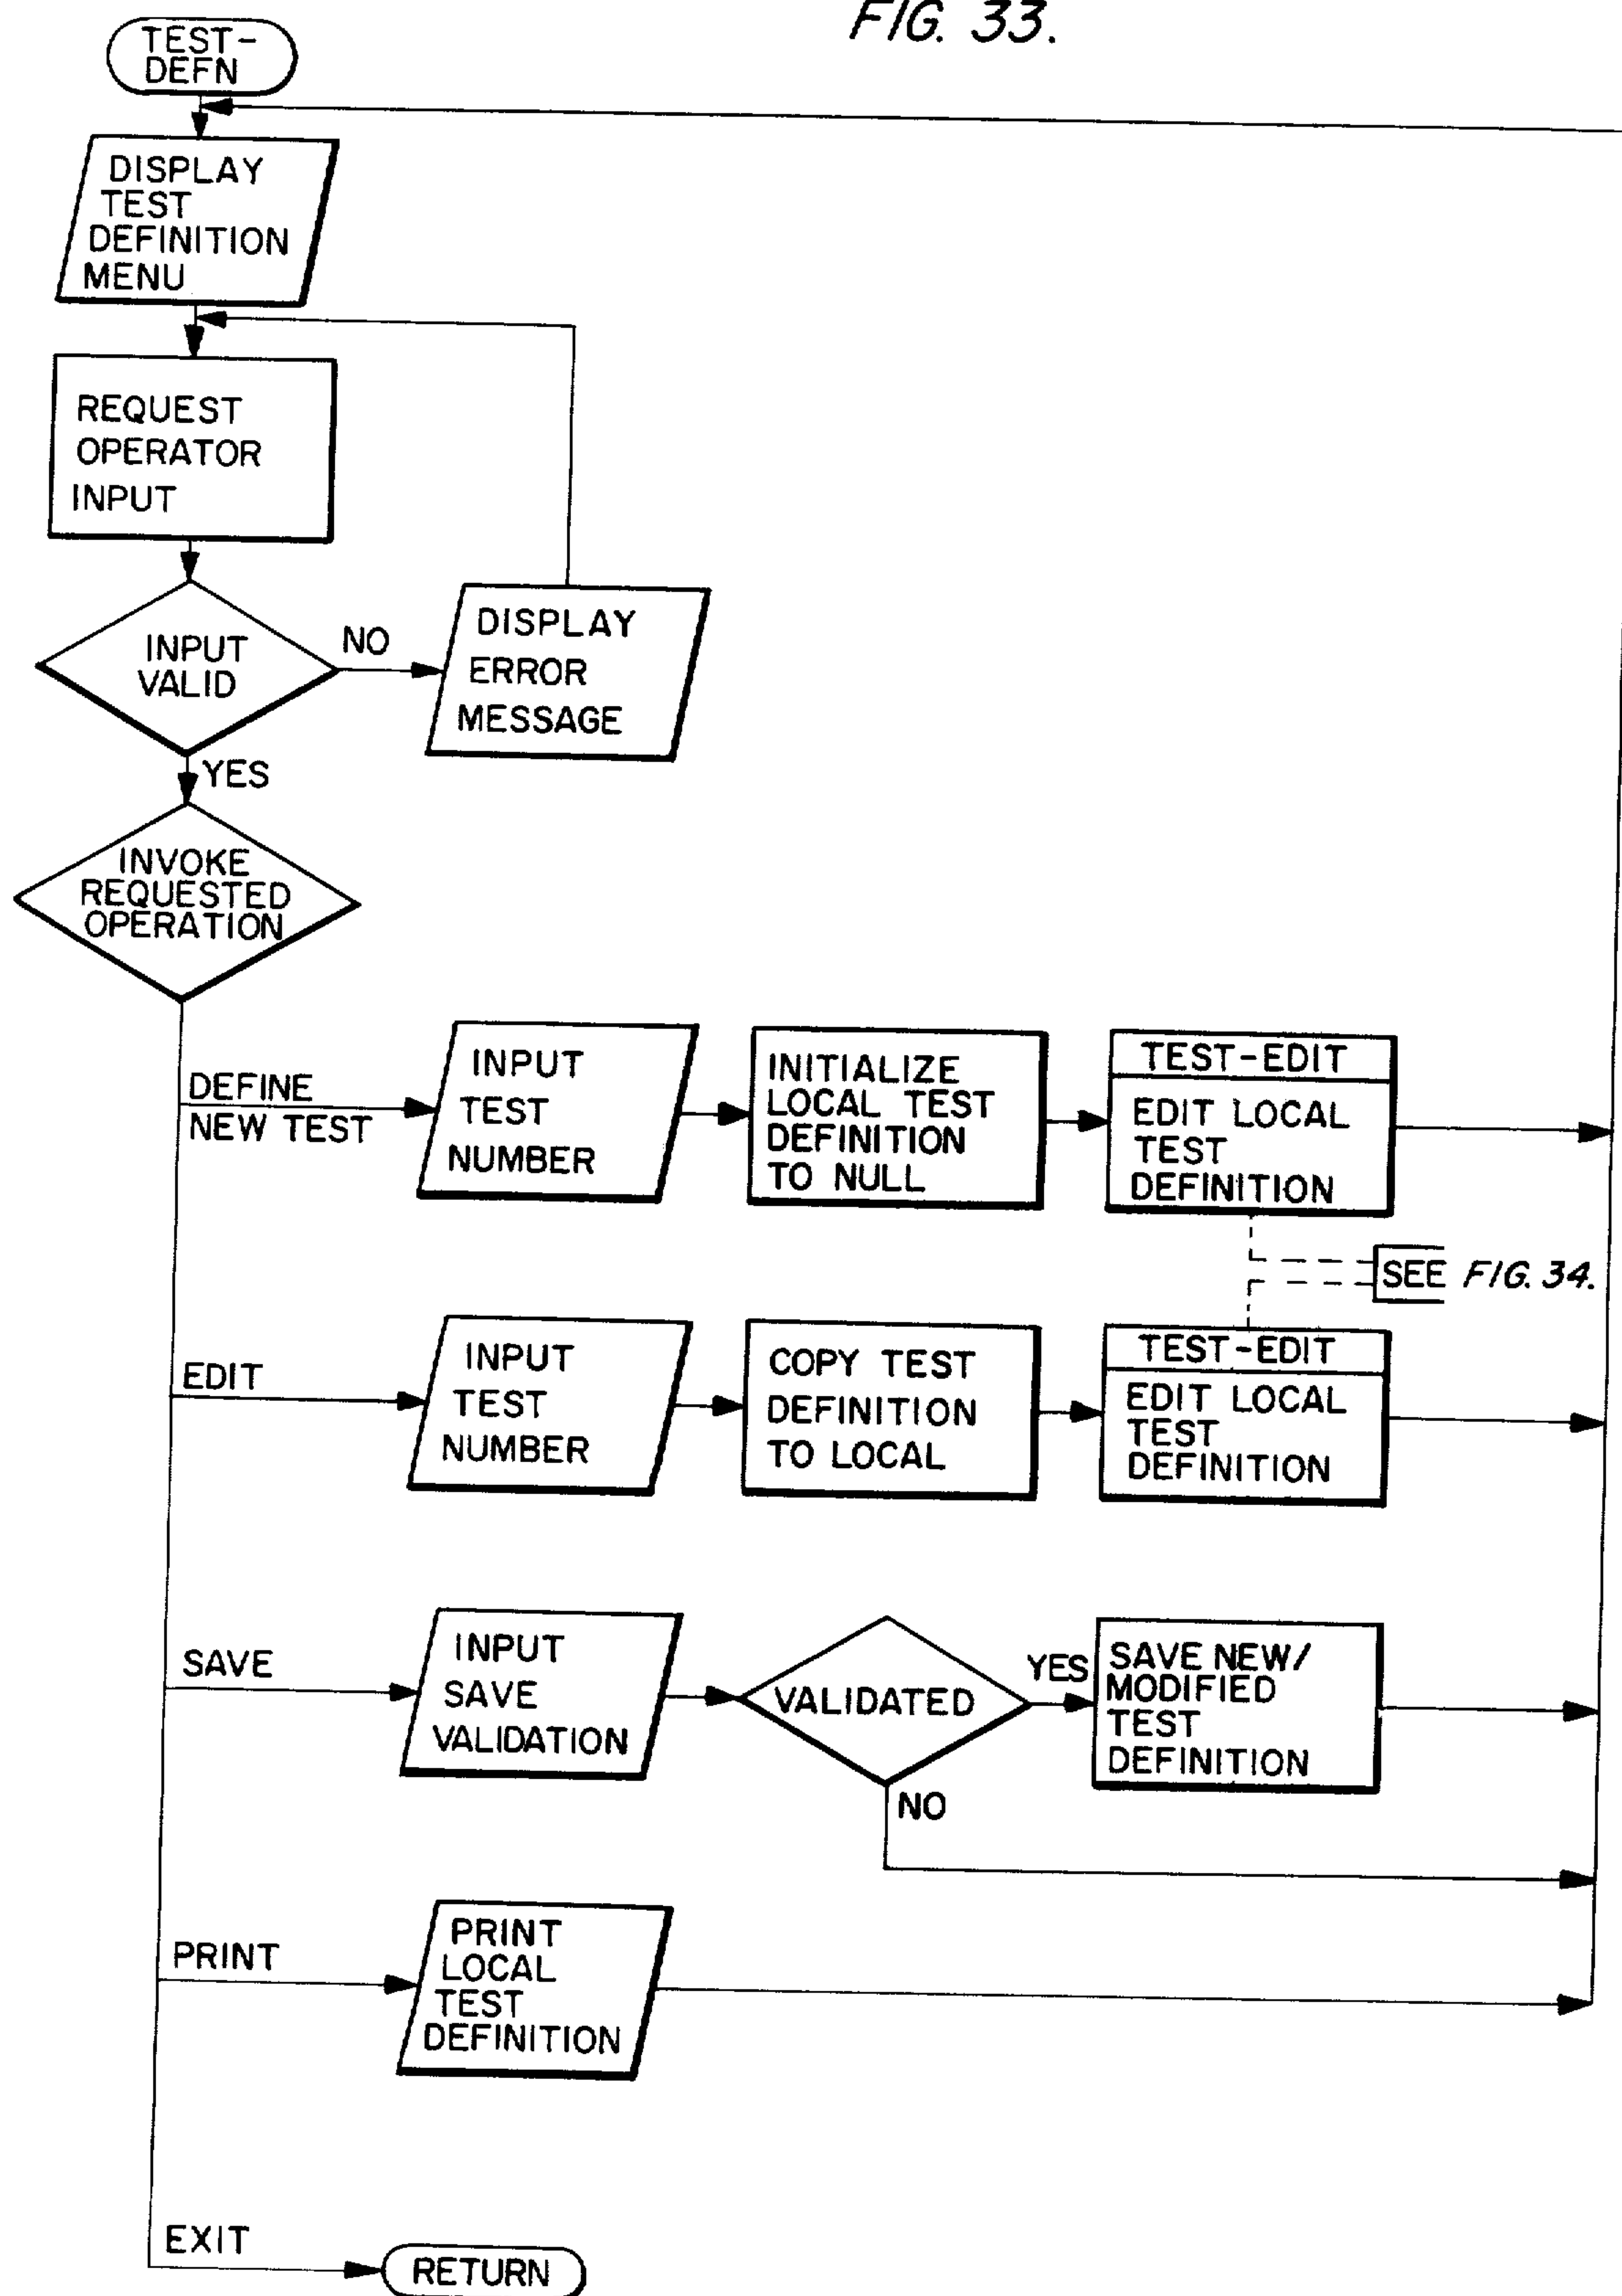 FIG. 33.
TEST-
DEFN
DISPLAY
TEST
DEFINITION
MENU
REQUEST
OPERATOR
INPUT
INPUT
VALID
NO
DISPLAY
ERROR
MESSAGE
YES
INVOKE
REQUESTED
OPERATION
DEFINE
NEW TEST
INPUT
TEST
NUMBER
INITIALIZE
LOCAL TEST
DEFINITION
TO NULL
TEST-EDIT
EDIT LOCAL
TEST
DEFINITION
SEE FIG. 34.
EDIT
INPUT
TEST
NUMBER
COPY TEST
DEFINITION
TO LOCAL
TEST-EDIT
EDIT LOCAL
TEST
DEFINITION
SAVE
INPUT
SAVE
VALIDATION
VALIDATED
YES
SAVE NEW/
MODIFIED
TEST
DEFINITION
NO
PRINT
PRINT
LOCAL
TEST
DEFINITION
EXIT
RETURN